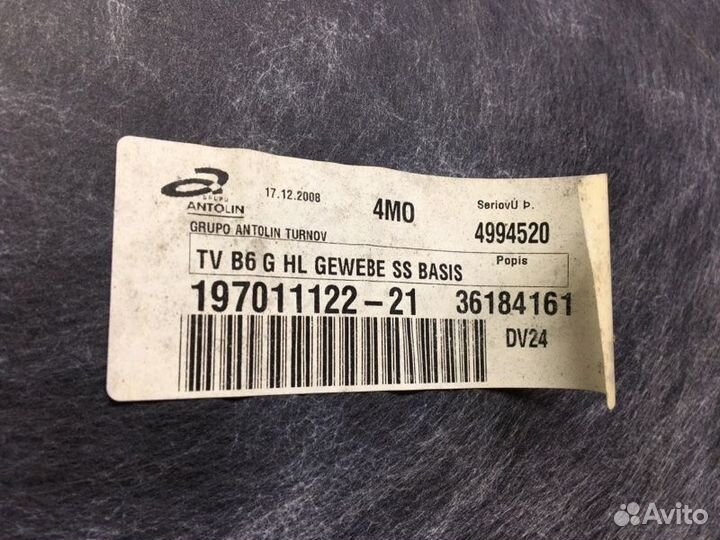 GRUPO
ANTOLIN
17.12.2008
4MO
SeriovÚ Þ.
GRUPO ANTOLIN TURNOV
4994520
TV B6 G HL GEWEBE SS BASIS
Popis
197011122-21
36184161
DV24
Avito